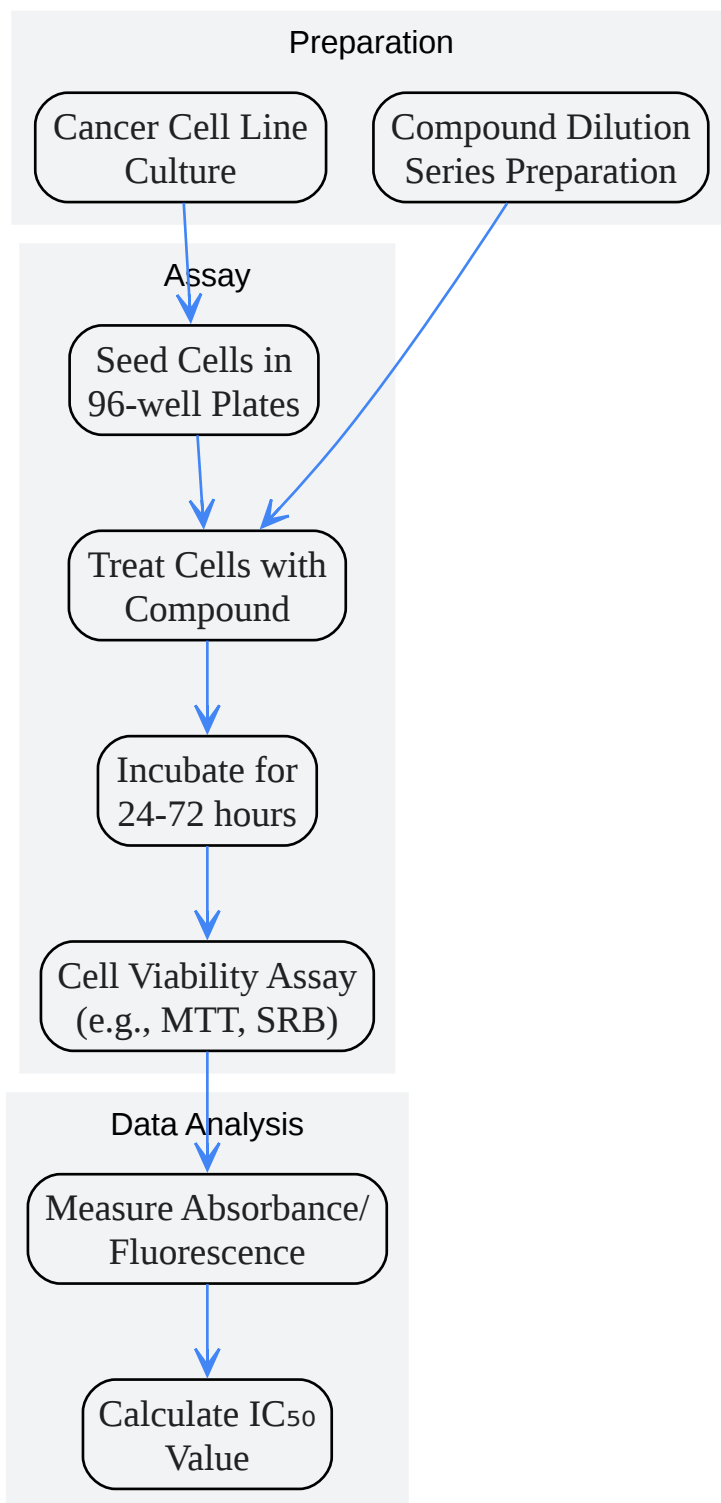 Preparation
Cancer Cell Line
Culture
Compound Dilution
Series Preparation
Assay
Seed Cells in
96-well Plates
Treat Cells with
Compound
Incubate for
24-72 hours
Cell Viability Assay
(e.g., MTT, SRB)
Data Analysis
Measure Absorbance/
Fluorescence
Calculate IC₅₀
Value